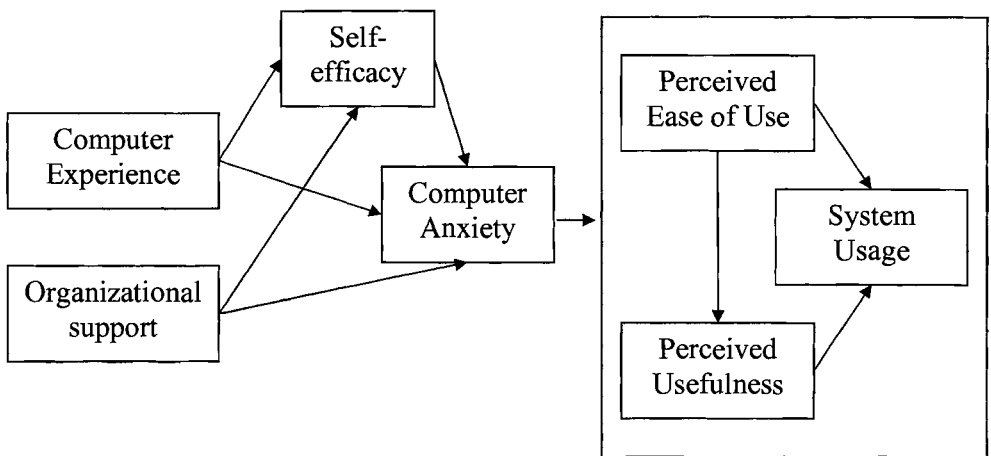 Self-
efficacy
Computer
Experience
Organizational
support
Computer
Anxiety
Perceived
Ease of Use
System
Usage
Perceived
Usefulness